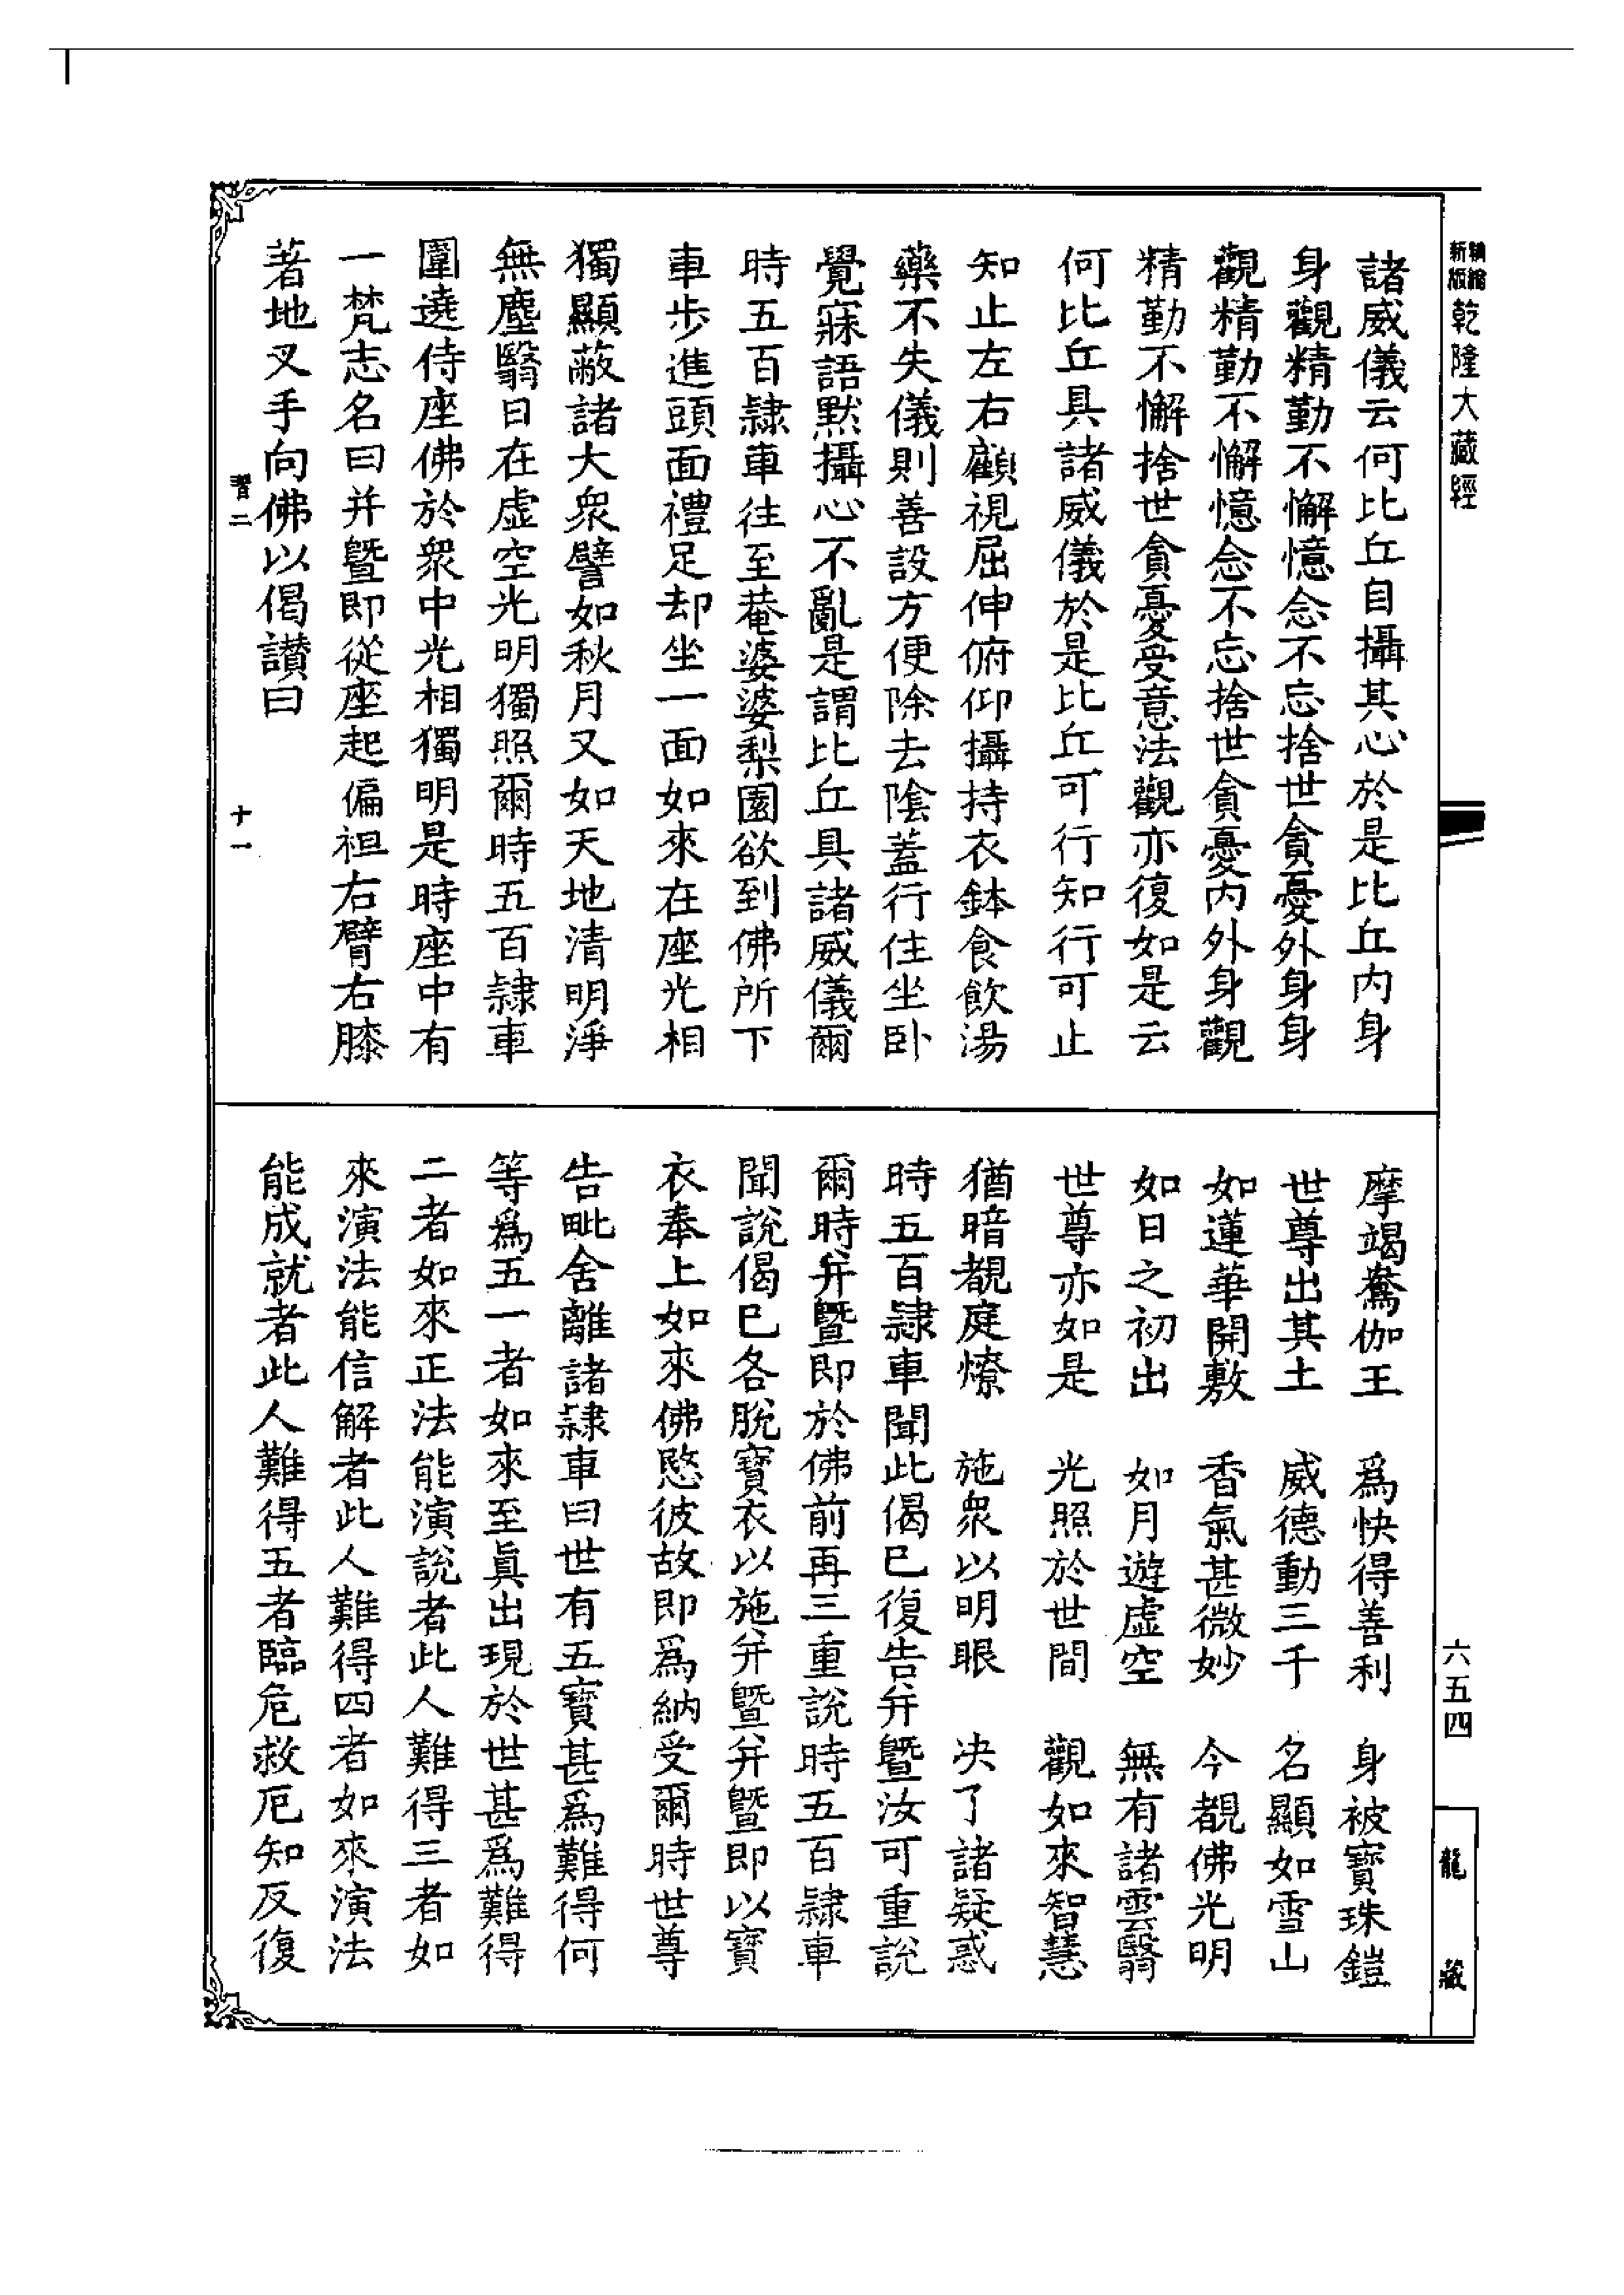 新編縮版乾隆大藏經
諸威儀云何比丘自攝其心於是比丘内身
身觀精勤不懈憶念不忘捨世貪憂外身身
觀精勤不懈憶念不忘捨世貪憂内外身觀
精勤不懈捨世貪憂受意法觀亦復如是云
何比丘具諸威儀於是比丘可行知行可止
知止左右顧視屈伸俯仰攝持衣鉢食飲湯
藥不失儀則善設方便除去陰蓋行住坐卧
覺寐語默攝心不亂是謂比丘具諸威儀爾
時五百隷車往至菴婆婆梨園欲到佛所下
車步進頭面禮足却坐一面如來在座光相
獨顯蔽諸大衆譬如秋月又如天地清明淨
無塵翳日在虚空光明獨照爾時五百隷車
圍遶侍座佛於衆中光相獨明是時座中有
一梵志名曰并曁即從座起偏袒右臂右膝
著地叉手向佛以偈讃曰
習二
十一
摩竭鴦伽王 爲快得善利 身被寶珠鎧
世尊出其土 威德動三千 名顯如雪山
如蓮華開敷 香氣甚微妙 今覩佛光明
如日之初出 如月遊虚空 無有諸雲翳
世尊亦如是 光照於世間 觀如來智慧
猶暗覩庭燎 施衆以明眼 决了諸疑惑
時五百隷車聞此偈已復告并曁汝可重說
爾時并曁即於佛前再三重說時五百隷車
聞說偈已各脫寶衣以施并曁并曁即以寶
衣奉上如來佛愍彼故即爲納受爾時世尊
告毗舍離諸隷車曰世有五寶甚爲難得何
等爲五一者如來至眞出現於世甚爲難得
二者如來正法能演說者此人難得三者如
來演法能信解者此人難得四者如來演法
能成就者此人難得五者臨危救厄知反復
六五四
龍藏